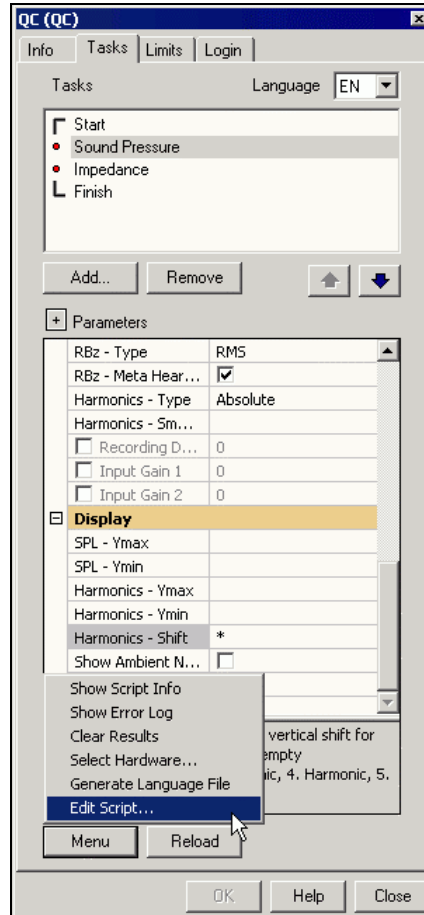 QC (QC)
Info Tasks Limits Login
Tasks Language EN
Start
Sound Pressure
Impedance
Finish
Add... Remove
Parameters
RBz - Type RMS
RBz - Meta Hear...
Harmonics - Type Absolute
Harmonics - Sm...
Recording D... 0
Input Gain 1 0
Input Gain 2 0
Display
SPL - Ymax
SPL - Ymin
Harmonics - Ymax
Harmonics - Ymin
Harmonics - Shift *
Show Ambient N...
Show Script Info
Show Error Log
Clear Results vertical shift for
Select Hardware... empty
Generate Language File ic, 4. Harmonic, 5.
Edit Script...
Menu Reload
OK Help Close